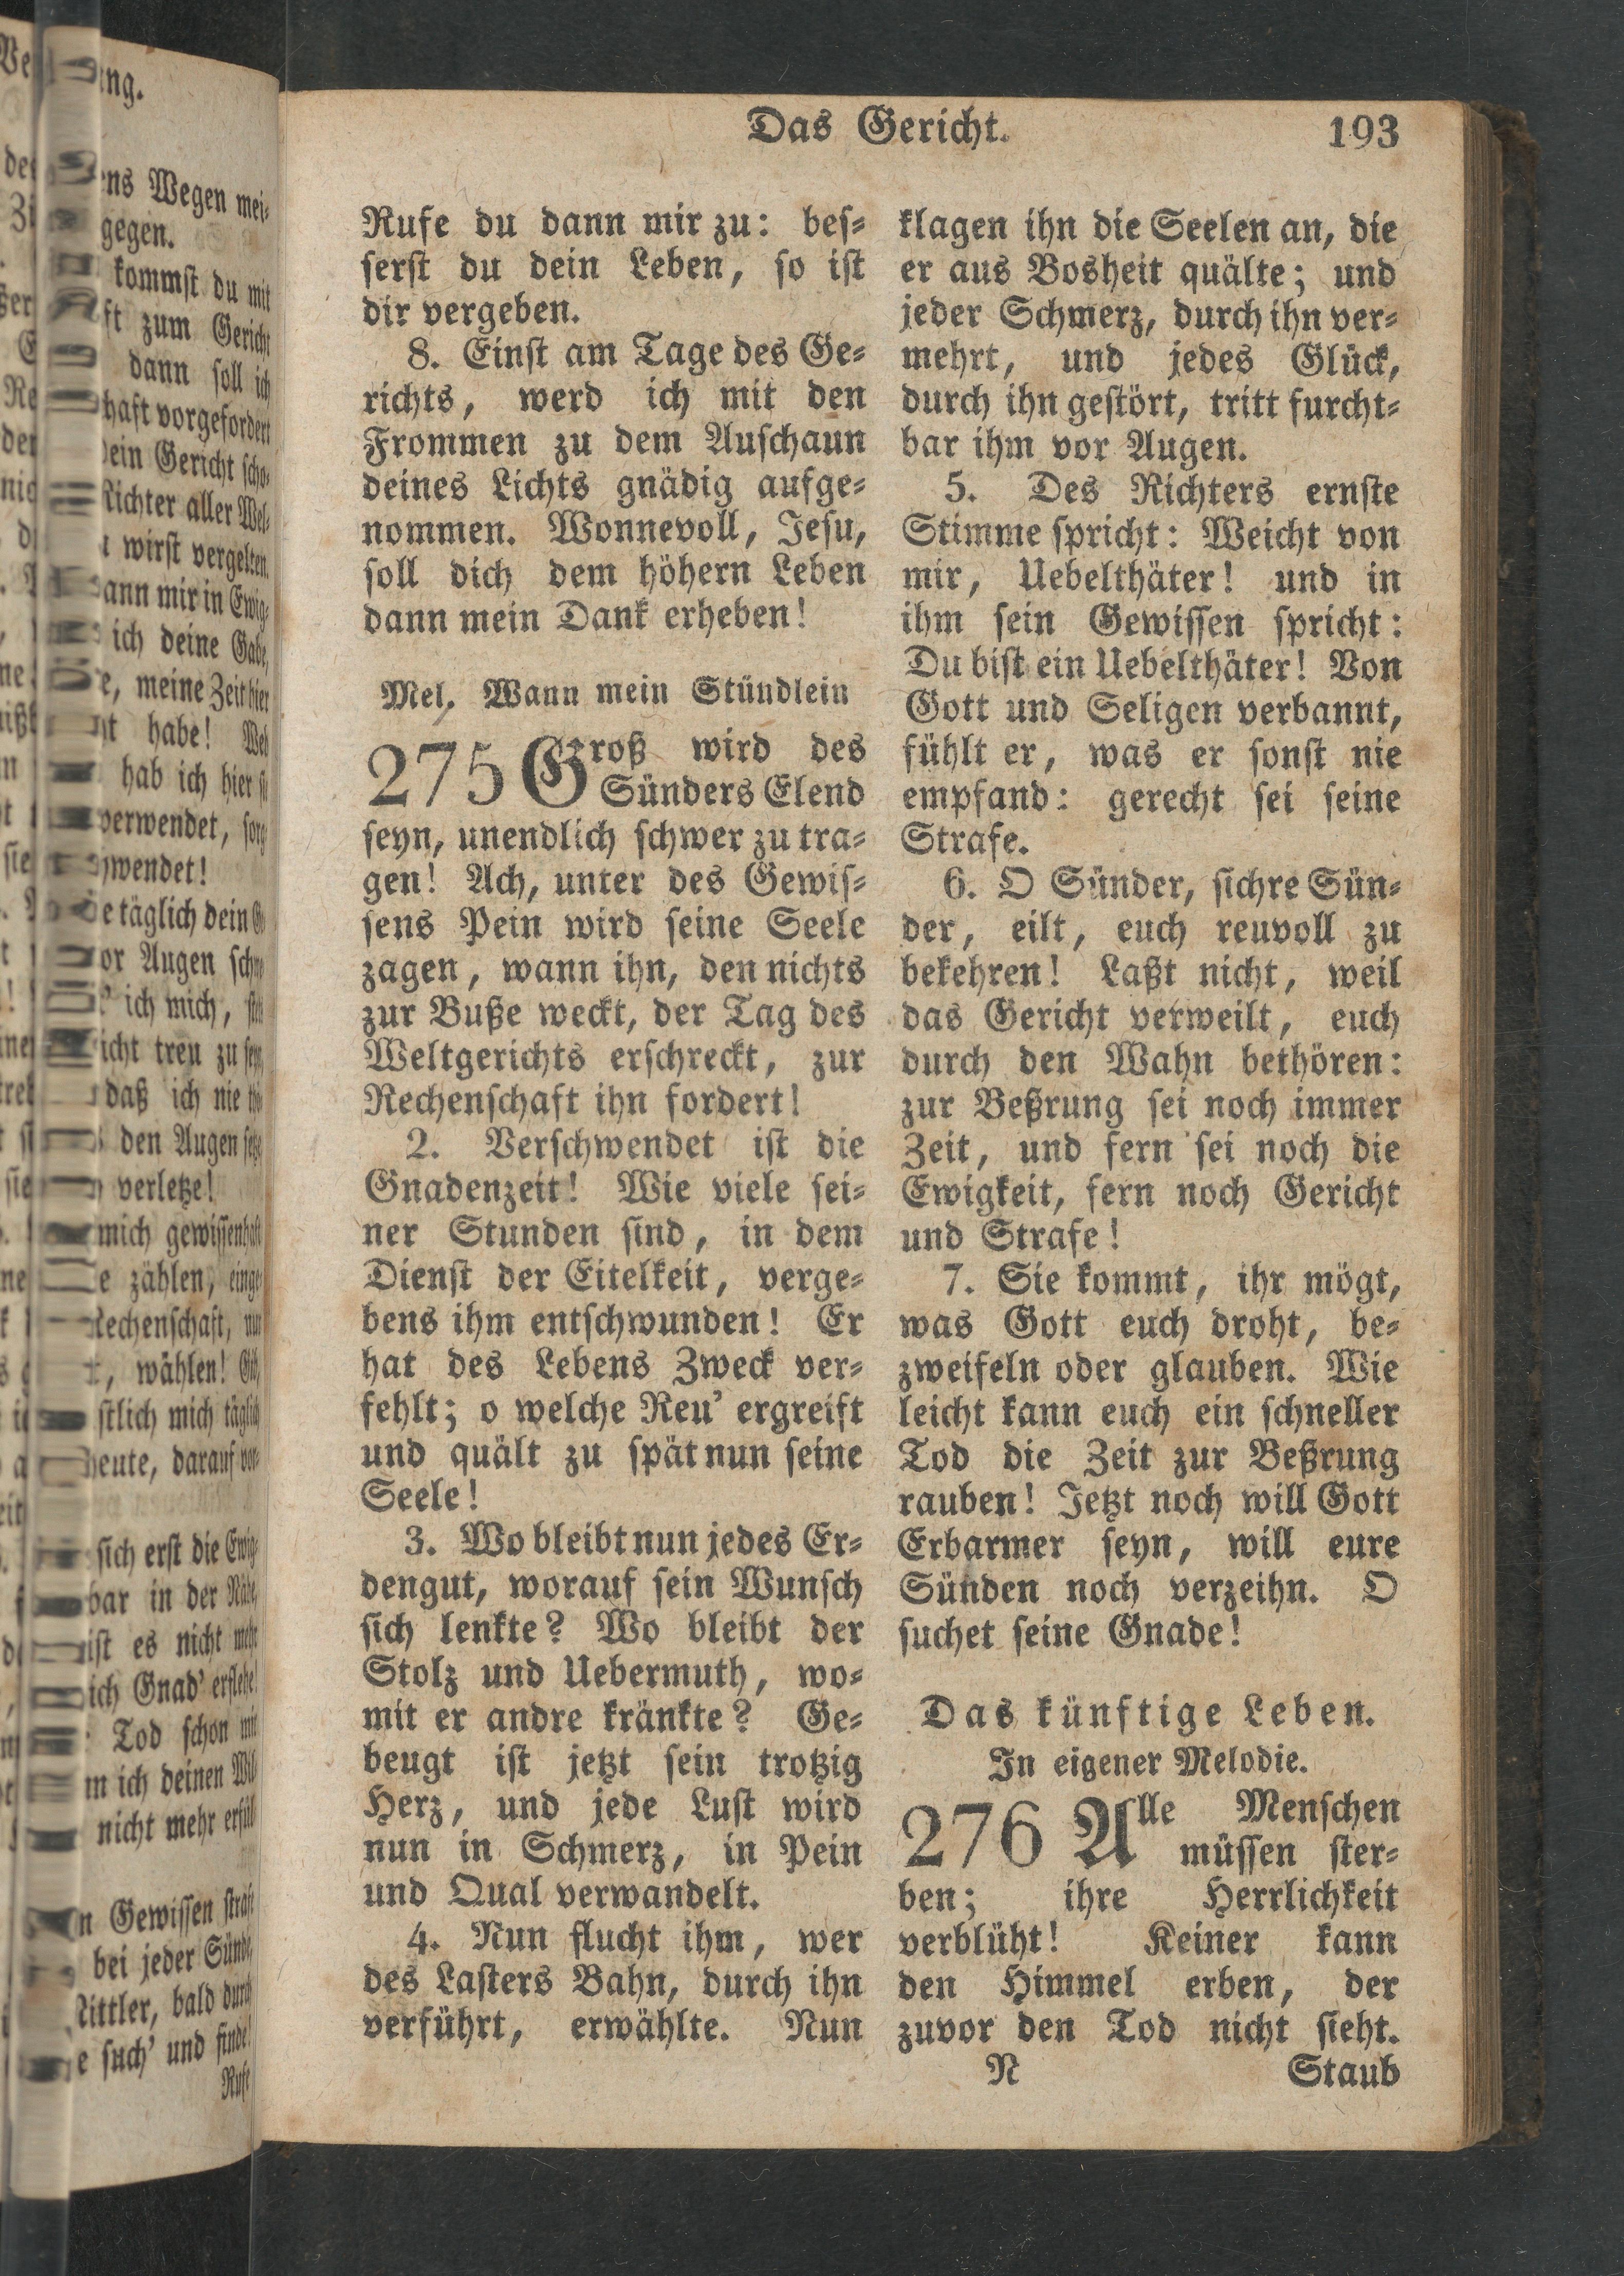 Das Gericht. 193
Rufe du dann mir zu: bes-
serst du dein Leben, so ist
dir vergeben.
8. Einst am Tage des Ge-
richts, werd ich mit den
Frommen zu dem Auschaun
deines Lichts gnädig aufge-
nommen. Wonnevoll, Jesu,
soll dich dem höhern Leben
dann mein Dank erheben!
Mel. Wann mein Stündlein
275 Groß wird des
Sünders Elend
seyn, unendlich schwer zu tra-
gen! Ach, unter des Gewis-
sens Pein wird seine Seele
zagen, wann ihn, den nichts
zur Buße weckt, der Tag des
Weltgerichts erschreckt, zur
Rechenschaft ihn fordert!
2. Verschwendet ist die
Gnadenzeit! Wie viele sei-
ner Stunden sind, in dem
Dienst der Eitelkeit, verge-
bens ihm entschwunden! Er
hat des Lebens Zweck ver-
fehlt; o welche Reu' ergreift
und quält zu spät nun seine
Seele!
3. Wo bleibt nun jedes Er-
dengut, worauf sein Wunsch
sich lenkte? Wo bleibt der
Stolz und Uebermuth, wo-
mit er andre kränkte? Ge-
beugt ist jetzt sein trotzig
Herz, und jede Lust wird
nun in Schmerz, in Pein
und Qual verwandelt.
4. Nun flucht ihm, wer
des Lasters Bahn, durch ihn
verführt, erwählte. Nun
klagen ihn die Seelen an, die
er aus Bosheit quälte; und
jeder Schmerz, durch ihn ver-
mehrt, und jedes Glück,
durch ihn gestört, tritt furcht-
bar ihm vor Augen.
5. Des Richters ernste
Stimme spricht: Weicht von
mir, Uebelthäter! und in
ihm sein Gewissen spricht:
Du bist ein Uebelthäter! Von
Gott und Seligen verbannt,
fühlt er, was er sonst nie
empfand: gerecht sei seine
Strafe.
6. O Sünder, sichre Sün-
der, eilt, euch reuvoll zu
bekehren! Laßt nicht, weil
das Gericht verweilt, euch
durch den Wahn bethören:
zur Beßrung sei noch immer
Zeit, und fern sei noch die
Ewigkeit, fern noch Gericht
und Strafe!
7. Sie kommt, ihr mögt,
was Gott euch droht, be-
zweifeln oder glauben. Wie
leicht kann euch ein schneller
Tod die Zeit zur Beßrung
rauben! Jetzt noch will Gott
Erbarmer seyn, will eure
Sünden noch verzeihn. O
suchet seine Gnade!
Das künftige Leben.
In eigener Melodie.
276 Alle Menschen
müssen ster-
ben; ihre Herrlichkeit
verblüht! Keiner kann
den Himmel erben, der
zuvor den Tod nicht sieht.
N Staub